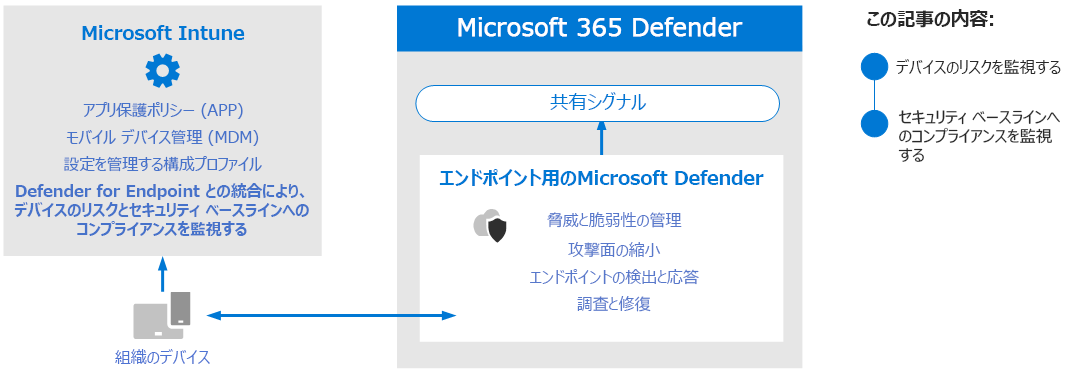 Microsoft Intune
アプリ保護ポリシー (APP)
モバイル デバイス管理 (MDM)
設定を管理する構成プロファイル
Defender for Endpoint との統合により、
デバイスのリスクとセキュリティ ベースラインへの
コンプライアンスを監視する
組織のデバイス
Microsoft 365 Defender
共有シグナル
エンドポイント用のMicrosoft Defender
脅威と脆弱性の管理
攻撃面の縮小
エンドポイントの検出と応答
調査と修復
この記事の内容:
デバイスのリスクを監視する
セキュリティ ベースラインへ
のコンプライアンスを監視
する